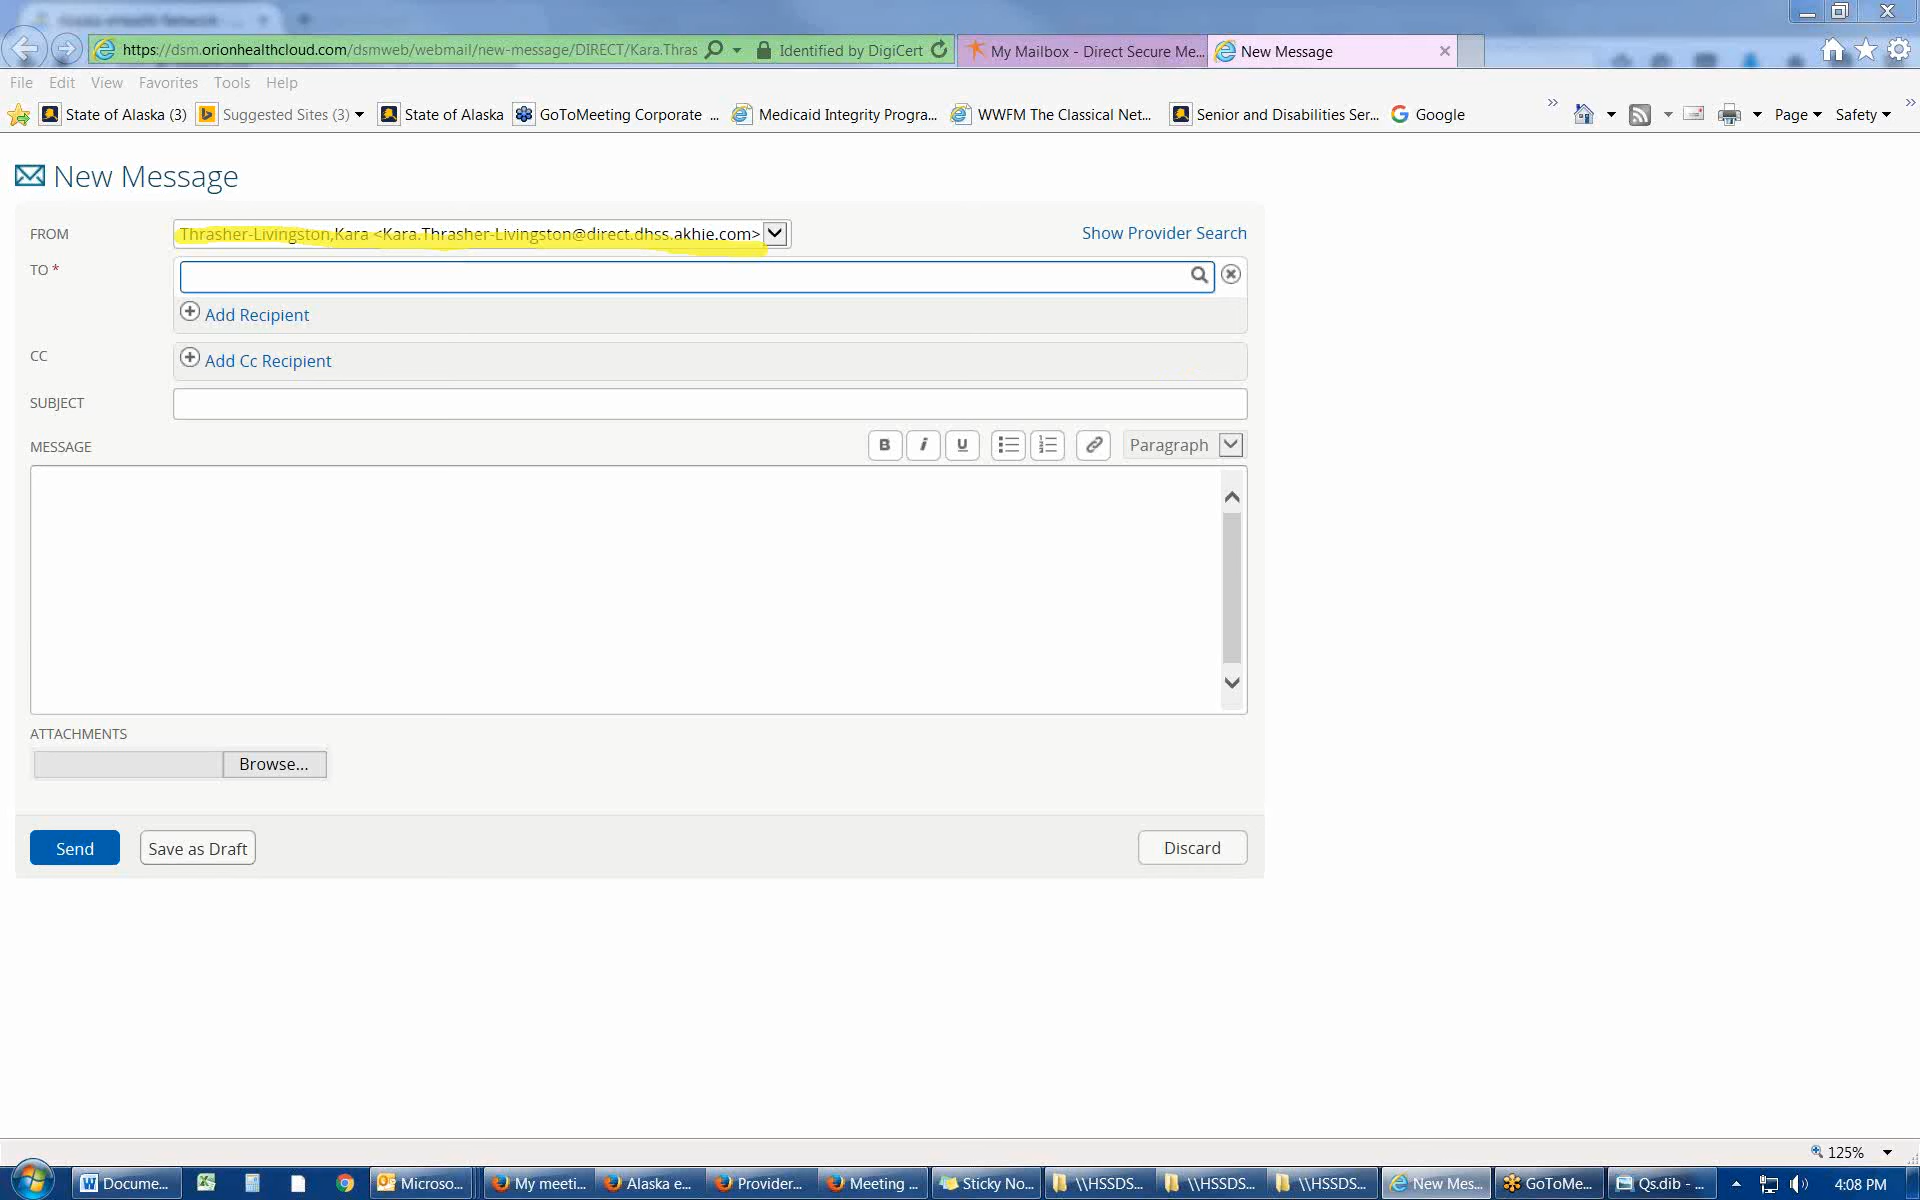 https://dsm.orionhealthcloud.com/dsmweb/webmail/new-message/DIRECT/Kara.Thras Identified by DigiCert My Mailbox - Direct Secure Me... New Message
File Edit View Favorites Tools Help
State of Alaska (3) Suggested Sites (3) State of Alaska GoToMeeting Corporate ... Medicaid Integrity Progra... WWFM The Classical Net... Senior and Disabilities Ser... Google Page Safety
New Message
FROM Thrasher-Livingston,Kara <Kara.Thrasher-Livingston@direct.dhss.akhie.com> Show Provider Search
TO *
Add Recipient
CC Add Cc Recipient
SUBJECT
MESSAGE B i U Paragraph
ATTACHMENTS
Browse...
Send Save as Draft Discard
125%
Docume... Microso... My meeti... Alaska e... Provider... Meeting ... Sticky No... \\HSSDS... \\HSSDS... \\HSSDS... New Mes... GoToMe... Qs.dib - ... 4:08 PM